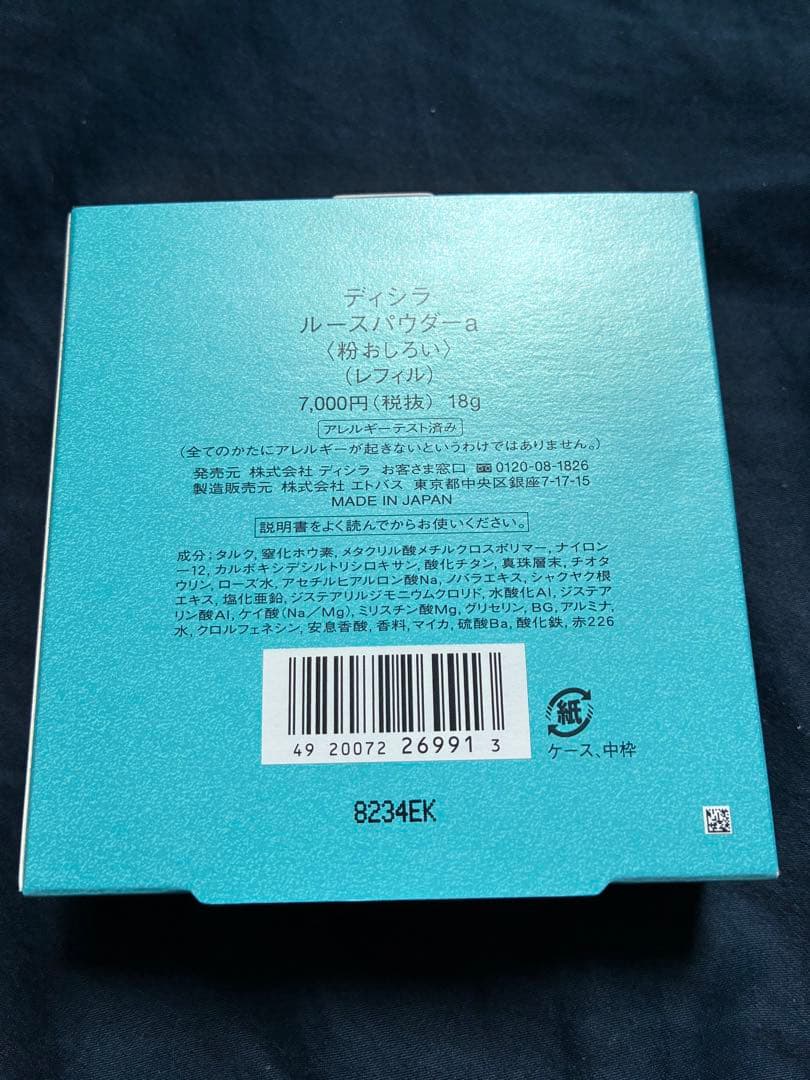 ディシラ
ルースパウダーa
〈粉おしろい〉
(レフィル)
7,000円(税抜) 18g
アレルギーテスト済み
(全てのかたにアレルギーが起きないというわけではありません。)
発売元 株式会社 ディシラ お客さま窓口 0120-08-1826
製造販売元 株式会社 エトバス 東京都中央区銀座7-17-15
MADE IN JAPAN
説明書をよく読んでからお使いください。
成分:タルク, 窒化ホウ素, メタクリル酸メチルクロスポリマー, ナイロン
ー12, カルボキシデシルトリシロキサン, 酸化チタン, 真珠層末, チオタ
ウリン, ローズ水, アセチルヒアルロン酸Na, ノバラエキス, シャクヤク根
エキス, 塩化亜鉛, ジステアリルジモニウムクロリド, 水酸化Al, ジステア
リン酸Al, ケイ酸(Na/Mg), ミリスチン酸Mg, グリセリン, BG, アルミナ,
水, クロルフェネシン, 安息香酸, 香料, マイカ, 硫酸Ba, 酸化鉄, 赤226
49 20072 26991 3
紙
ケース、中枠
8234EK